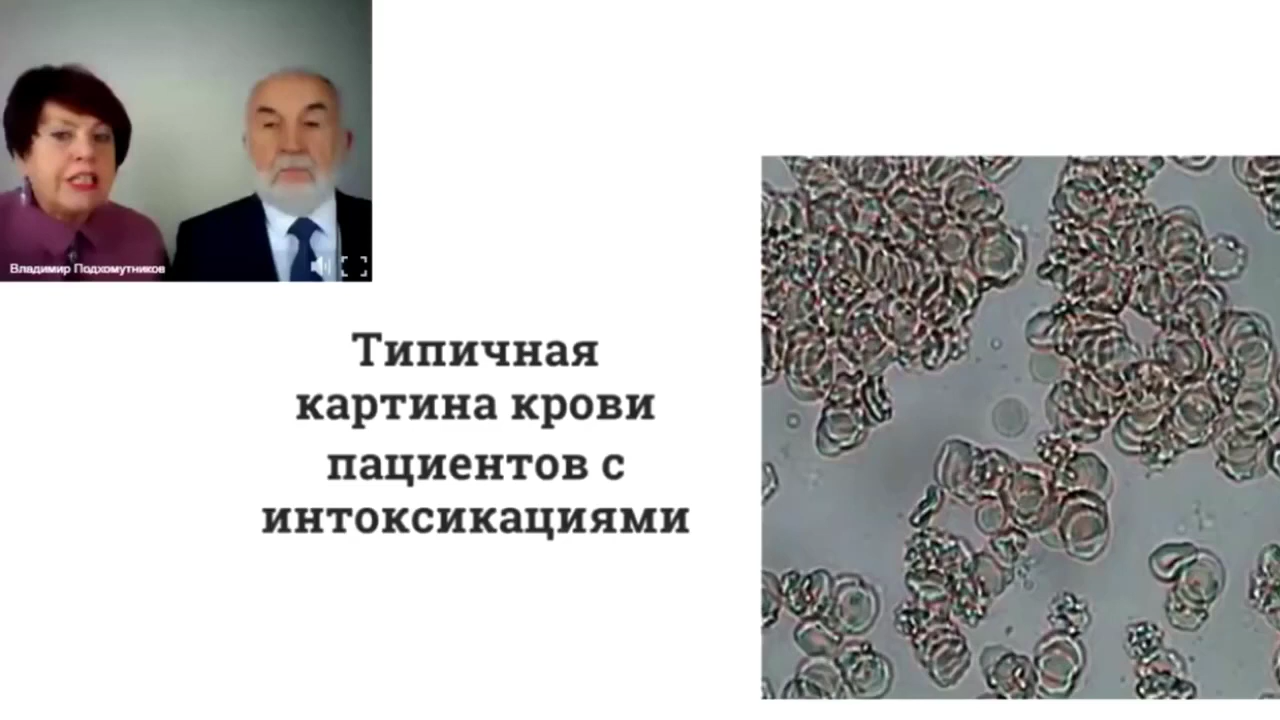 Владимир Подхомутников
Типичная
картина крови
пациентов с
интоксикациями